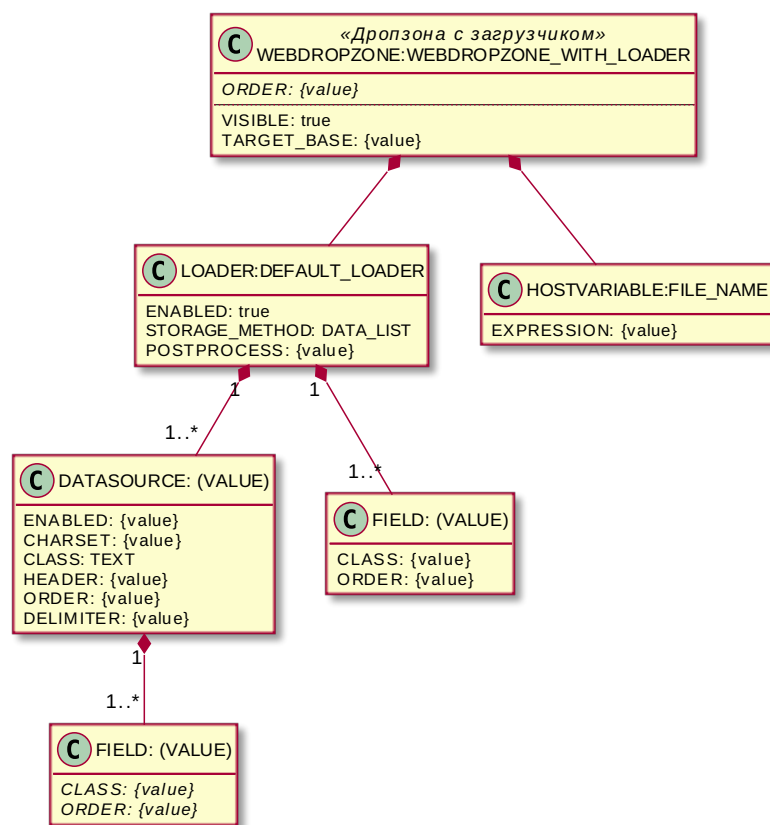 «Дропзона с загрузчиком»
C WEBDROPZONE:WEBDROPZONE_WITH_LOADER
ORDER: {value}
VISIBLE: true
TARGET_BASE: {value}
C LOADER:DEFAULT_LOADER
ENABLED: true
STORAGE_METHOD: DATA_LIST
POSTPROCESS: {value}
C HOSTVARIABLE:FILE_NAME
EXPRESSION: {value}
1
1
1..*
1..*
C DATASOURCE: (VALUE)
ENABLED: {value}
CHARSET: {value}
CLASS: TEXT
HEADER: {value}
ORDER: {value}
DELIMITER: {value}
C FIELD: (VALUE)
CLASS: {value}
ORDER: {value}
1
1..*
C FIELD: (VALUE)
CLASS: {value}
ORDER: {value}